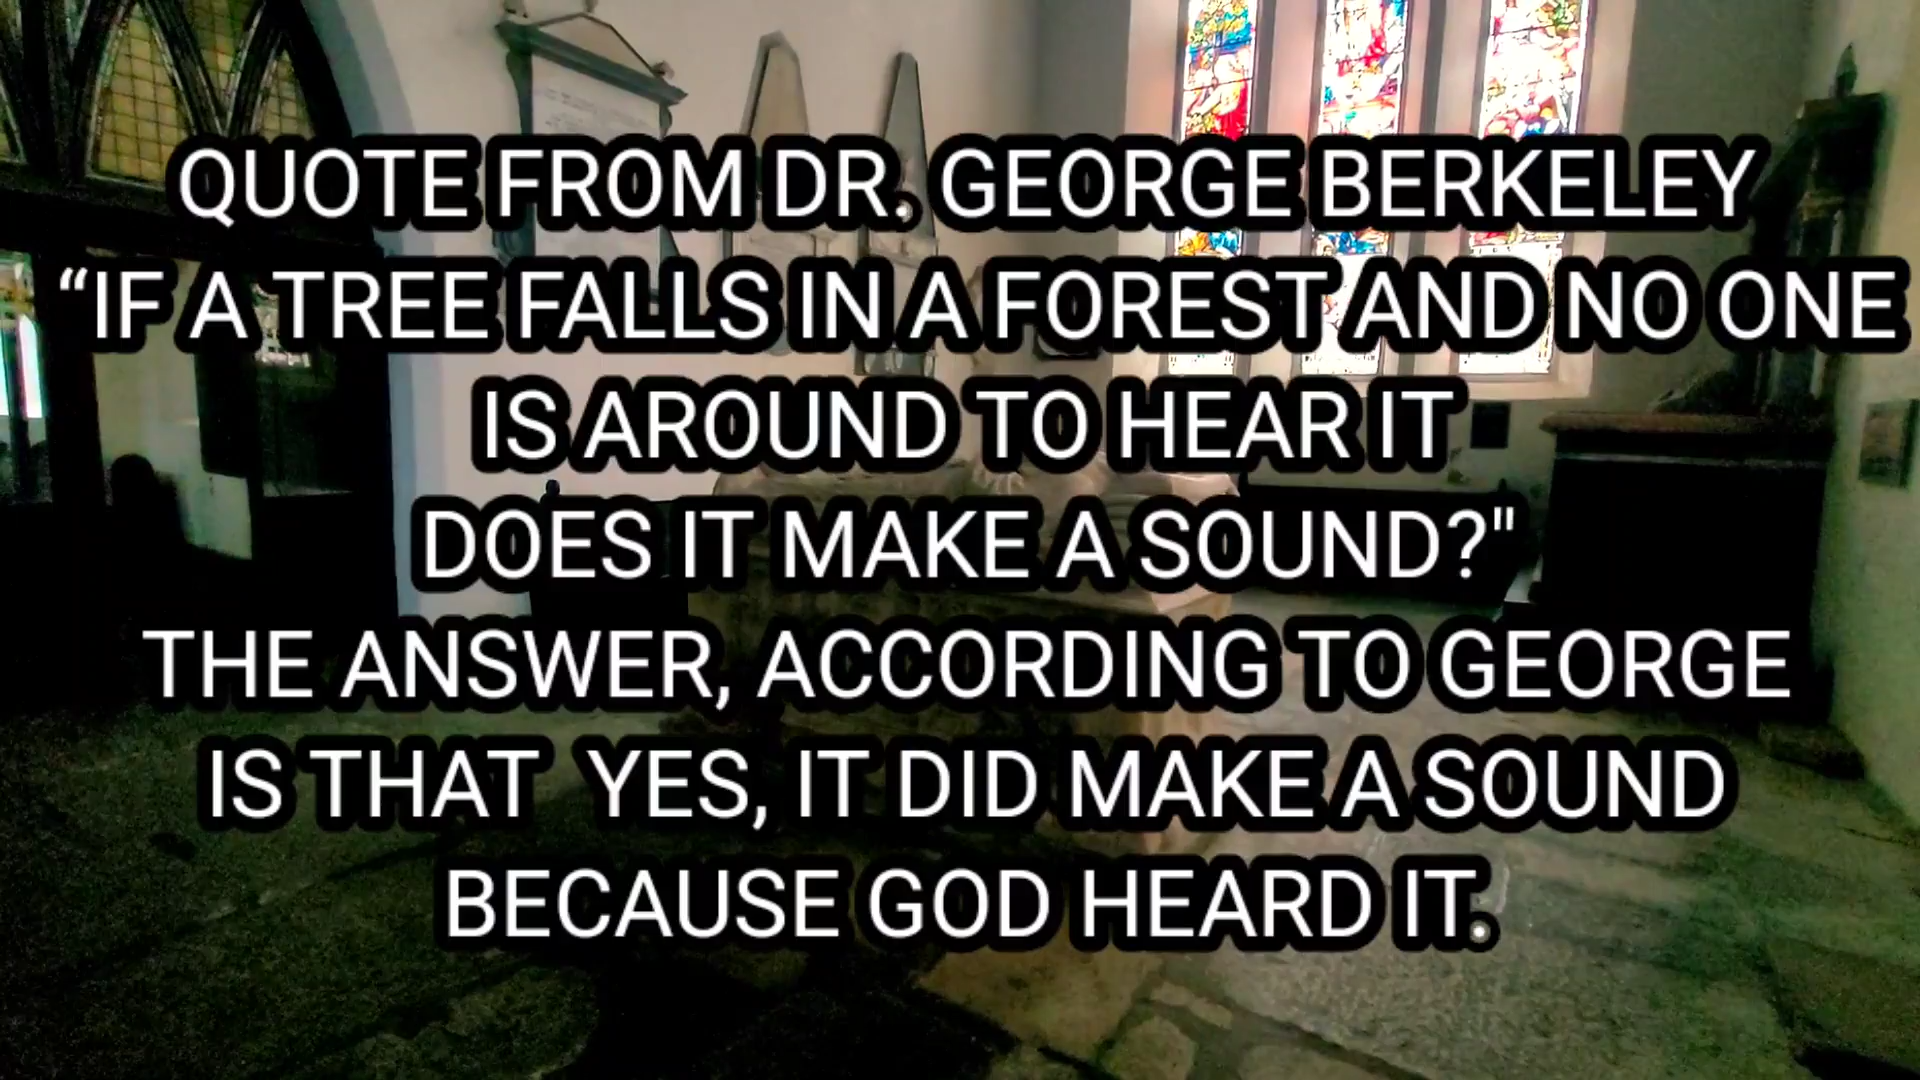 QUOTE FROM DR. GEORGE BERKELEY
“IF A TREE FALLS IN A FOREST AND NO ONE
IS AROUND TO HEAR IT
DOES IT MAKE A SOUND?"
THE ANSWER, ACCORDING TO GEORGE
IS THAT  YES, IT DID MAKE A SOUND
BECAUSE GOD HEARD IT.